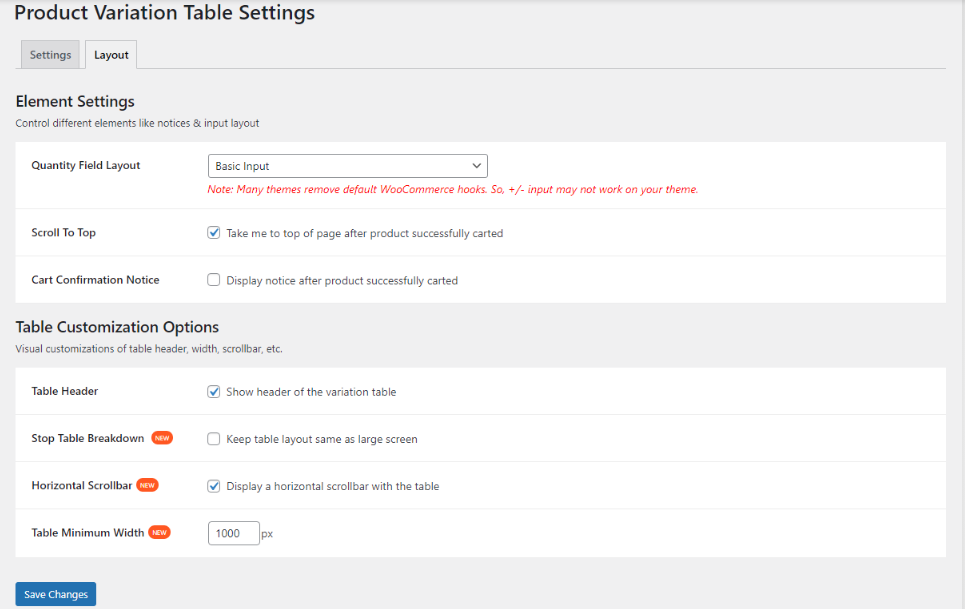 Product Variation Table Settings
Settings
Layout
Element Settings
Control different elements like notices & input layout
Quantity Field Layout
Basic Input
Note: Many themes remove default WooCommerce hooks. So, +/- input may not work on your theme.
Scroll To Top
Take me to top of page after product successfully carted
Cart Confirmation Notice
Display notice after product successfully carted
Table Customization Options
Visual customizations of table header, width, scrollbar, etc.
Table Header
Show header of the variation table
Stop Table Breakdown NEW
Keep table layout same as large screen
Horizontal Scrollbar NEW
Display a horizontal scrollbar with the table
Table Minimum Width NEW
1000 px
Save Changes